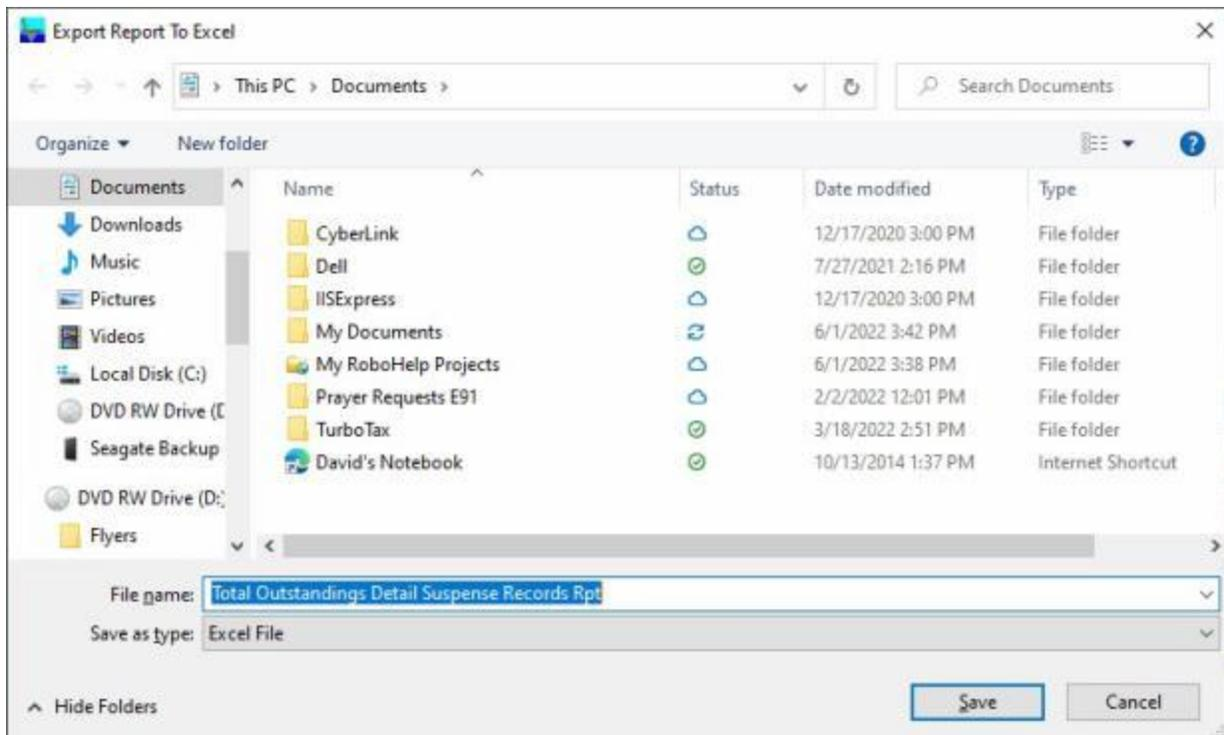 Export Report To Excel
This PC > Documents >
Search Documents
Organize
New folder
Documents
Downloads
Music
Pictures
Videos
Local Disk (C:)
DVD RW Drive (D
Seagate Backup
DVD RW Drive (D:)
Flyers
Name Status Date modified Type
CyberLink 12/17/2020 3:00 PM File folder
Dell 7/27/2021 2:16 PM File folder
IISExpress 12/17/2020 3:00 PM File folder
My Documents 6/1/2022 3:42 PM File folder
My RoboHelp Projects 6/1/2022 3:38 PM File folder
Prayer Requests E91 2/2/2022 12:01 PM File folder
TurboTax 3/18/2022 2:51 PM File folder
David's Notebook 10/13/2014 1:37 PM Internet Shortcut
File name: Total Outstandings Detail Suspense Records Rpt
Save as type: Excel File
Hide Folders
Save Cancel